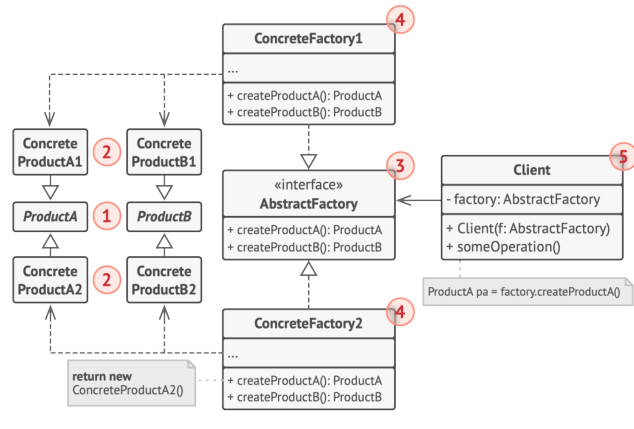 4
ConcreteFactory1
...
+ createProductA(): ProductA
+ createProductB(): ProductB
Concrete
ProductA1
2
Concrete
ProductB1
3
«interface»
AbstractFactory
+ createProductA(): ProductA
+ createProductB(): ProductB
5
Client
- factory: AbstractFactory
+ Client(f: AbstractFactory)
+ someOperation()
ProductA
1
ProductB
Concrete
ProductA2
2
Concrete
ProductB2
ProductA pa = factory.createProductA()
4
ConcreteFactory2
...
+ createProductA(): ProductA
+ createProductB(): ProductB
return new
ConcreteProductA2()